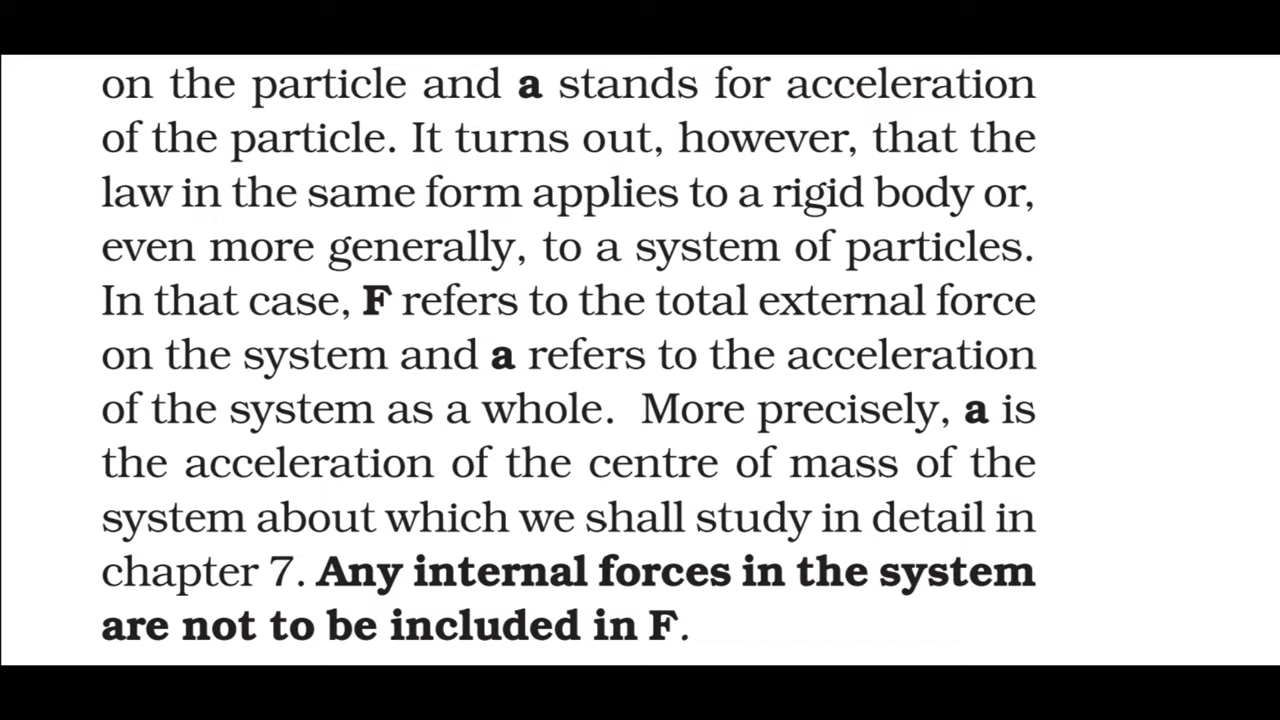 on the particle and a stands for acceleration
of the particle. It turns out, however, that the
law in the same form applies to a rigid body or,
even more generally, to a system of particles.
In that case, F refers to the total external force
on the system and a refers to the acceleration
of the system as a whole. More precisely, a is
the acceleration of the centre of mass of the
system about which we shall study in detail in
chapter 7. Any internal forces in the system
are not to be included in F.